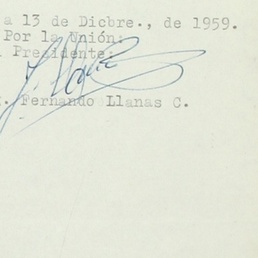 a 13 de Dicbre., de 1959.
Por la Unión:
Presidente:
Fernando Llanas C.